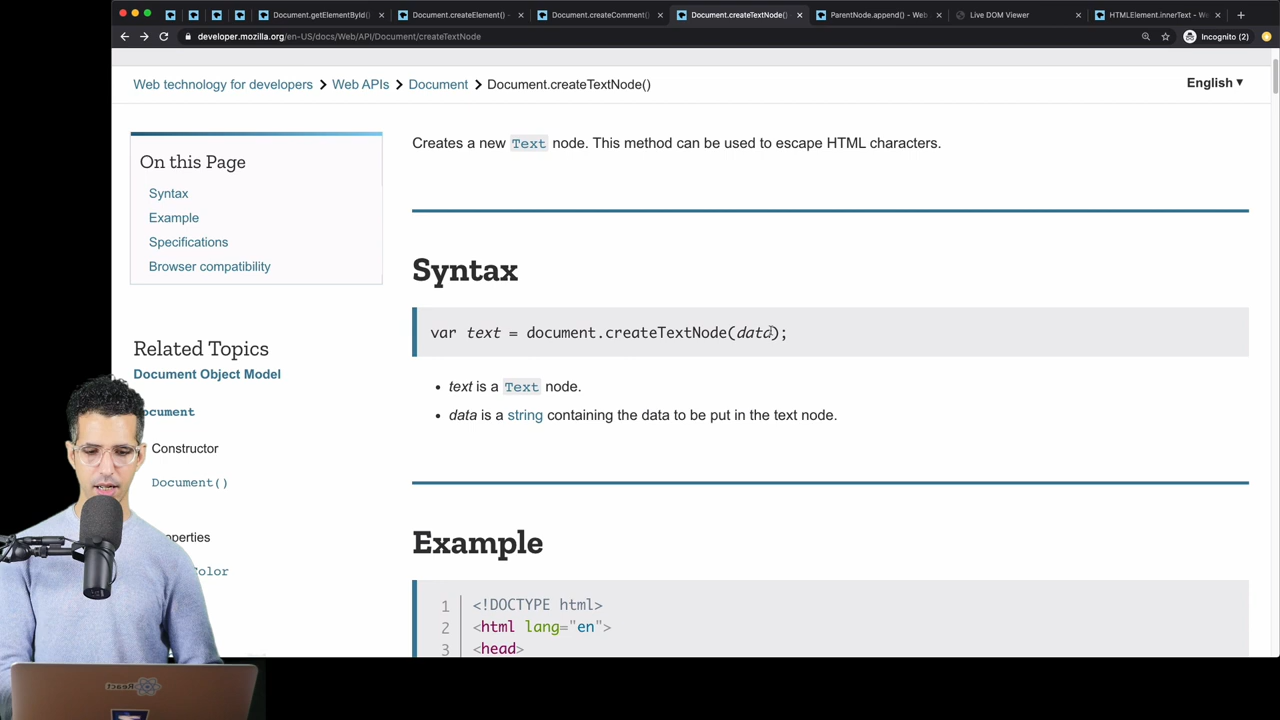 Document.getElementById()
Document.createElement() -
Document.createComment()
Document.createTextNode()
ParentNode.append() - Web
Live DOM Viewer
HTMLElement.innerText - We
developer.mozilla.org/en-US/docs/Web/API/Document/createTextNode
Incognito (2)
Web technology for developers > Web APIs > Document > Document.createTextNode()
English ▼
Creates a new Text node. This method can be used to escape HTML characters.
On this Page
Syntax
Example
Specifications
Browser compatibility
Syntax
var text = document.createTextNode(data);
• text is a Text node.
• data is a string containing the data to be put in the text node.
Related Topics
Document Object Model
ocument
Constructor
Document()
operties
Color
Example
1 <!DOCTYPE html>
2 <html lang="en">
3 <head>
React